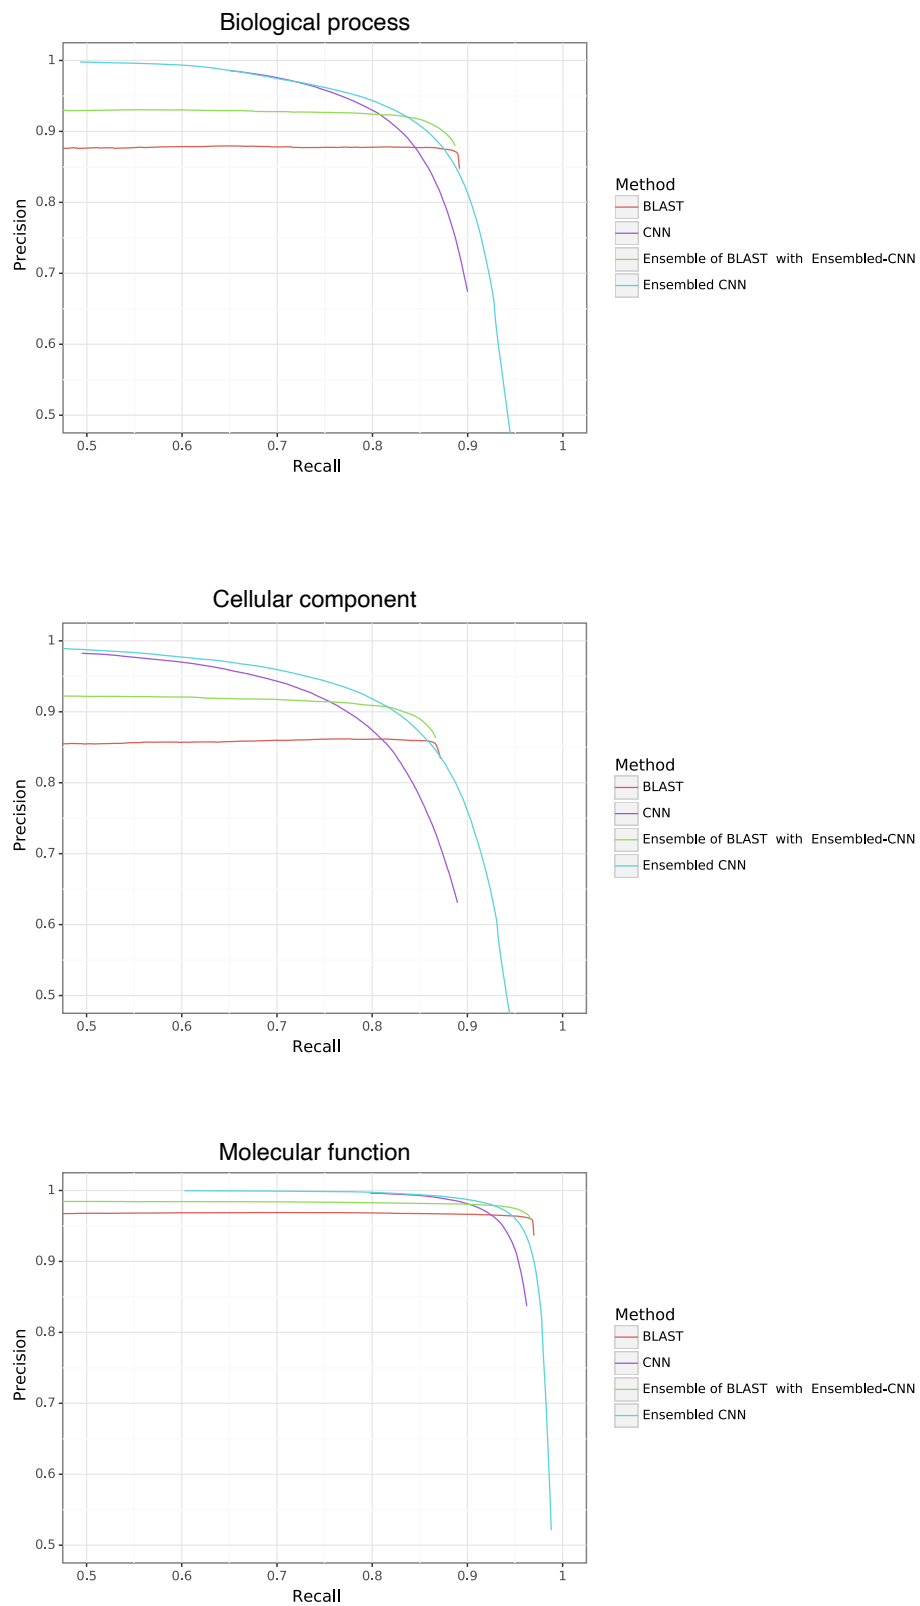 Biological process
1
0.9
0.8
0.7
0.6
0.5
Precision
0.5 0.6 0.7 0.8 0.9 1
Recall
Method
BLAST
CNN
Ensemble of BLAST with Ensembled-CNN
Ensembled CNN
Cellular component
1
0.9
0.8
0.7
0.6
0.5
Precision
0.5 0.6 0.7 0.8 0.9 1
Recall
Method
BLAST
CNN
Ensemble of BLAST with Ensembled-CNN
Ensembled CNN
Molecular function
1
0.9
0.8
0.7
0.6
0.5
Precision
0.5 0.6 0.7 0.8 0.9 1
Recall
Method
BLAST
CNN
Ensemble of BLAST with Ensembled-CNN
Ensembled CNN